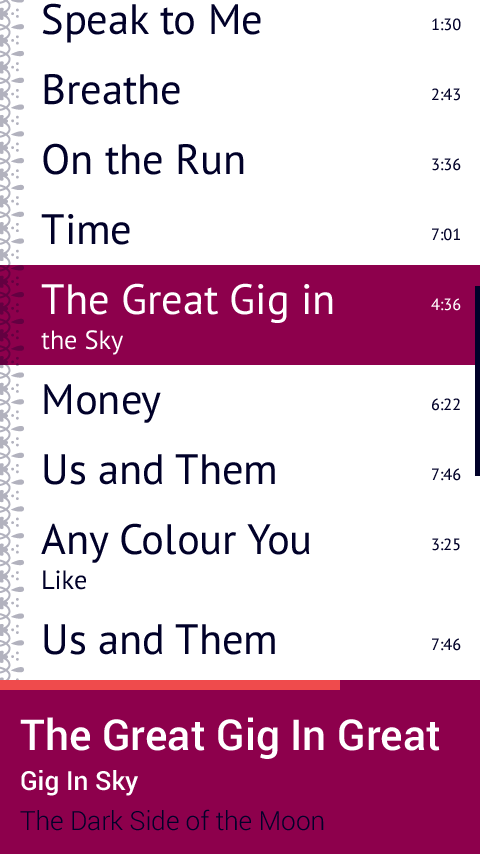 Speak to Me 1:30
Breathe 2:43
On the Run 3:36
Time 7:01
The Great Gig in 4:36
the Sky
Money 6:22
Us and Them 7:46
Any Colour You 3:25
Like
Us and Them 7:46
The Great Gig In Great
Gig In Sky
The Dark Side of the Moon